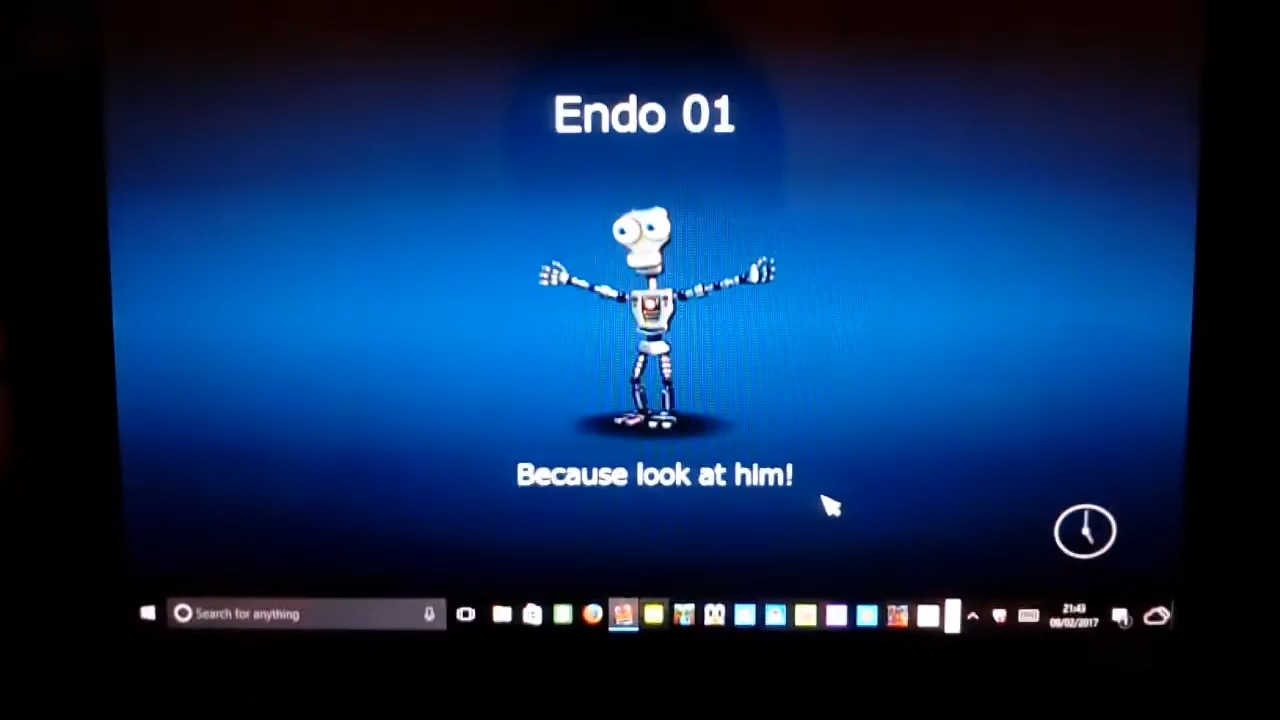 Endo 01
Because look at him!
Search for anything
21:43
08/02/2017